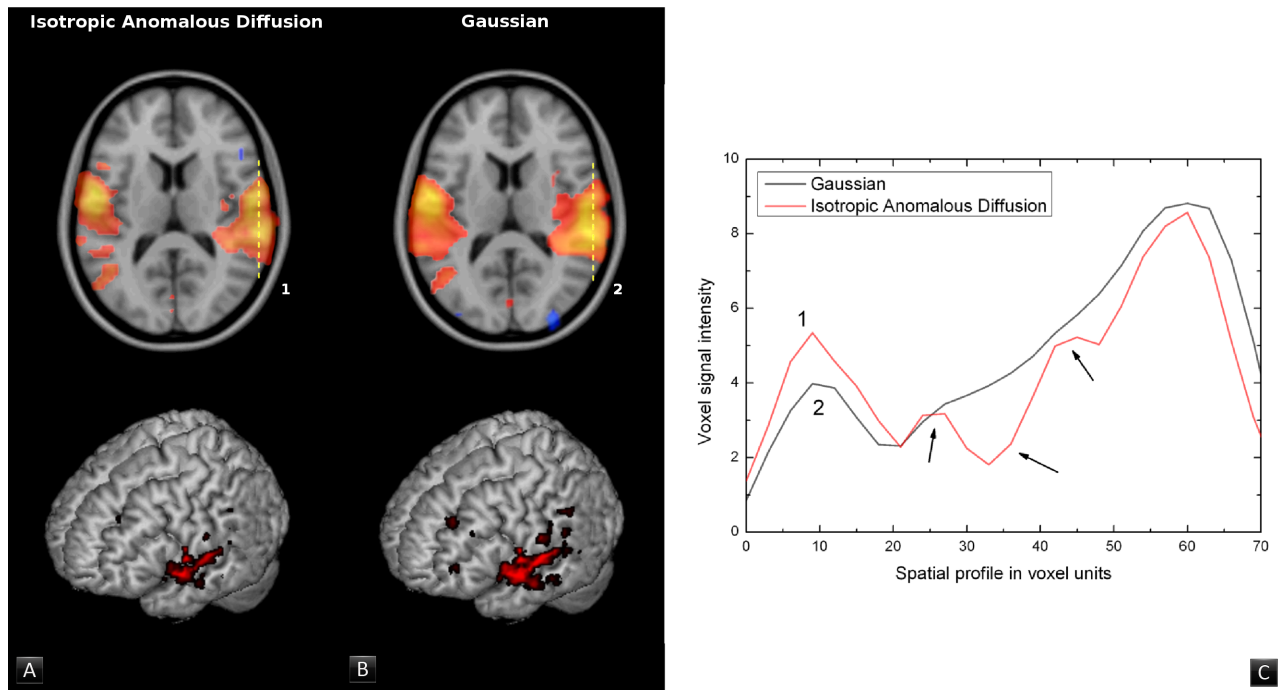 Isotropic Anomalous Diffusion
Gaussian
1
2
A
B
10
8
6
4
2
0
Voxel signal intensity
Gaussian
Isotropic Anomalous Diffusion
1
2
0 10 20 30 40 50 60 70
Spatial profile in voxel units
C